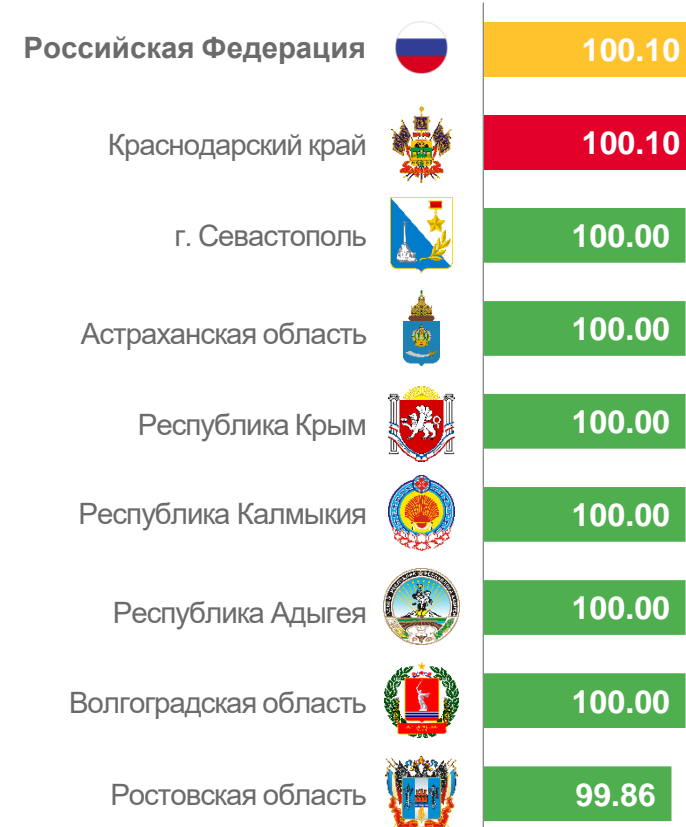 Российская Федерация 100.10
Краснодарский край 100.10
г. Севастополь 100.00
Астраханская область 100.00
Республика Крым 100.00
Республика Калмыкия 100.00
Республика Адыгея 100.00
Волгоградская область 100.00
Ростовская область 99.86